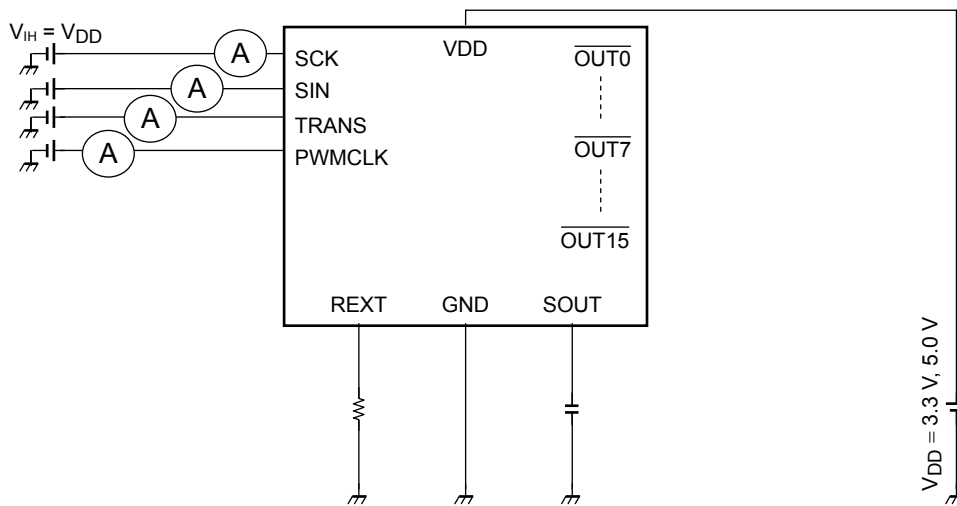 VIH = VDD
A
SCK
VDD
OUT0
A
SIN
A
TRANS
A
PWMCLK
OUT7
OUT15
REXT
GND
SOUT
VDD = 3.3 V, 5.0 V